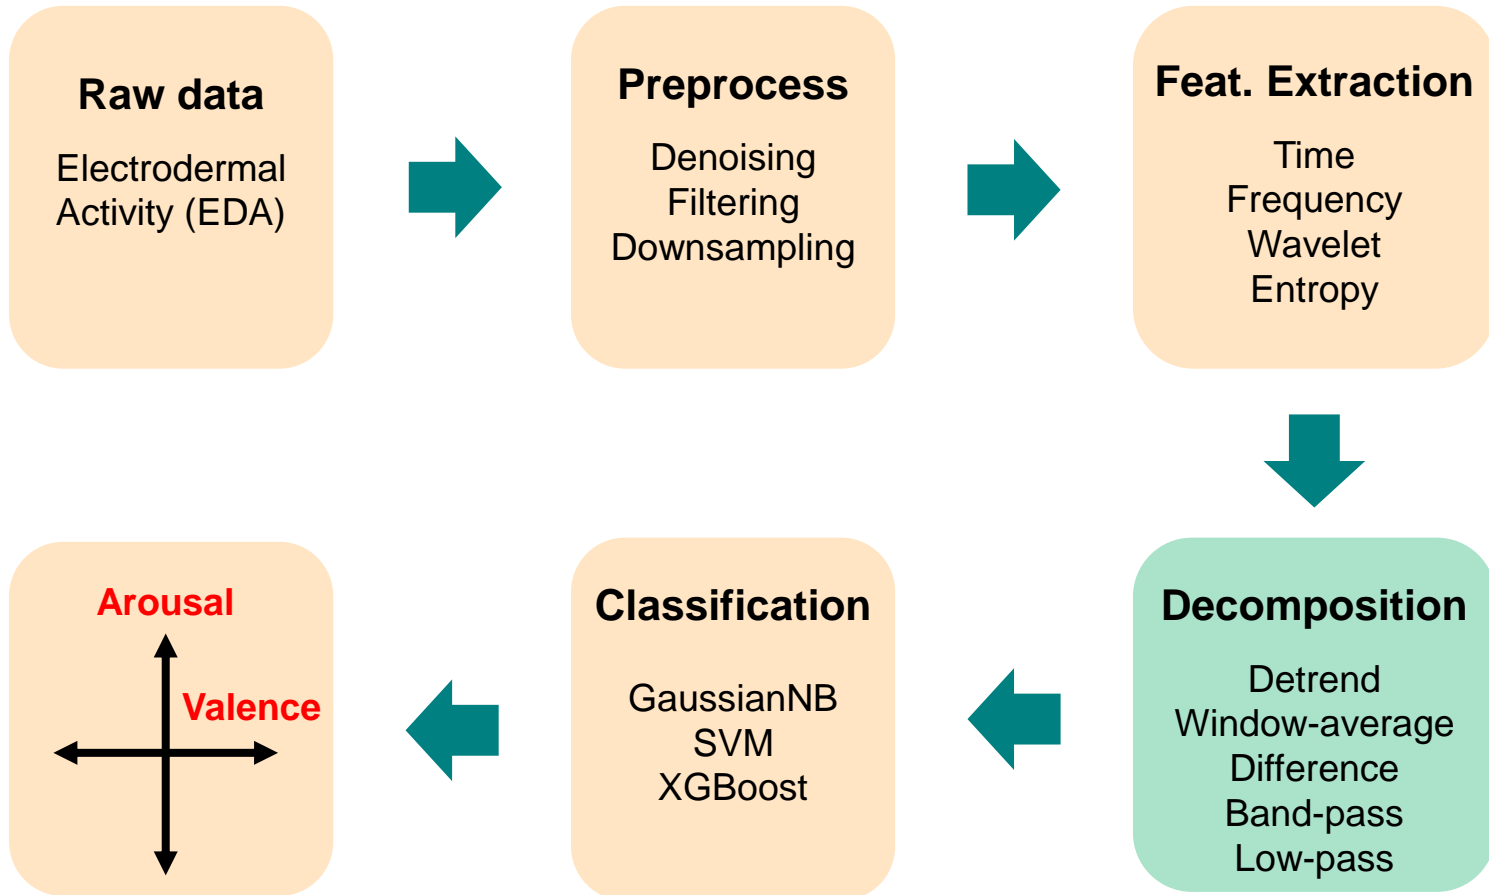 Raw data
Electrodermal
Activity (EDA)
Preprocess
Denoising
Filtering
Downsampling
Feat. Extraction
Time
Frequency
Wavelet
Entropy
Decomposition
Detrend
Window-average
Difference
Band-pass
Low-pass
Classification
GaussianNB
SVM
XGBoost
Arousal
Valence